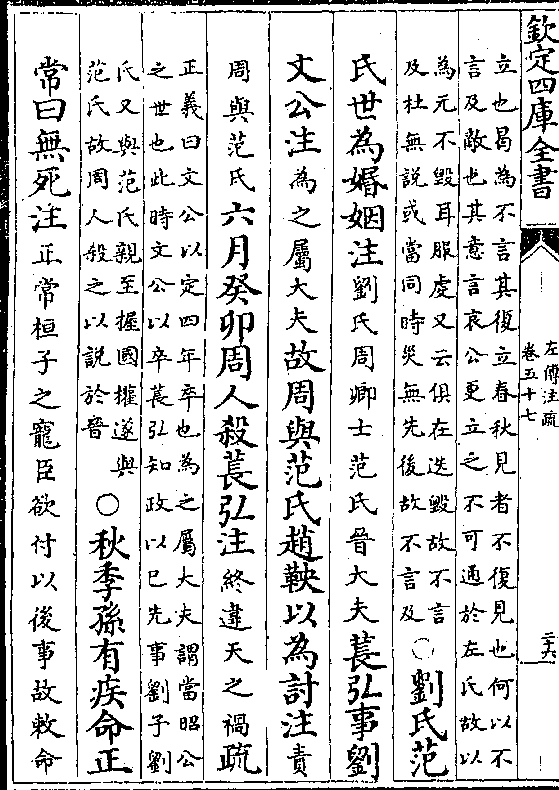 欽定四庫全書
左傳注疏
卷五十七
二十六
立也曷為不言其復立春秋見者不復見也何以不
言及敵也其意言哀公更立之不可通於左氏故以
為元不毀耳服虔又云俱在迭毀故不言
及杜無說或當同時災無先後故不言及○劉氏范
氏世為婚姻注劉氏周卿士范氏晉大夫萇弘事劉
文公注為之屬大夫故周與范氏趙鞅以為討注責
周與范氏六月癸卯周人殺萇弘注終違天之禍疏
正義曰文公以定四年卒也為之屬大夫謂當昭公
之世也此時文公以卒萇弘知政以已先事劉子劉
氏又與范氏親至握國權遂與
范氏故周人殺之以說於晉○秋季孫有疾命正
常曰無死注正常桓子之寵臣欲付以後事故敕命